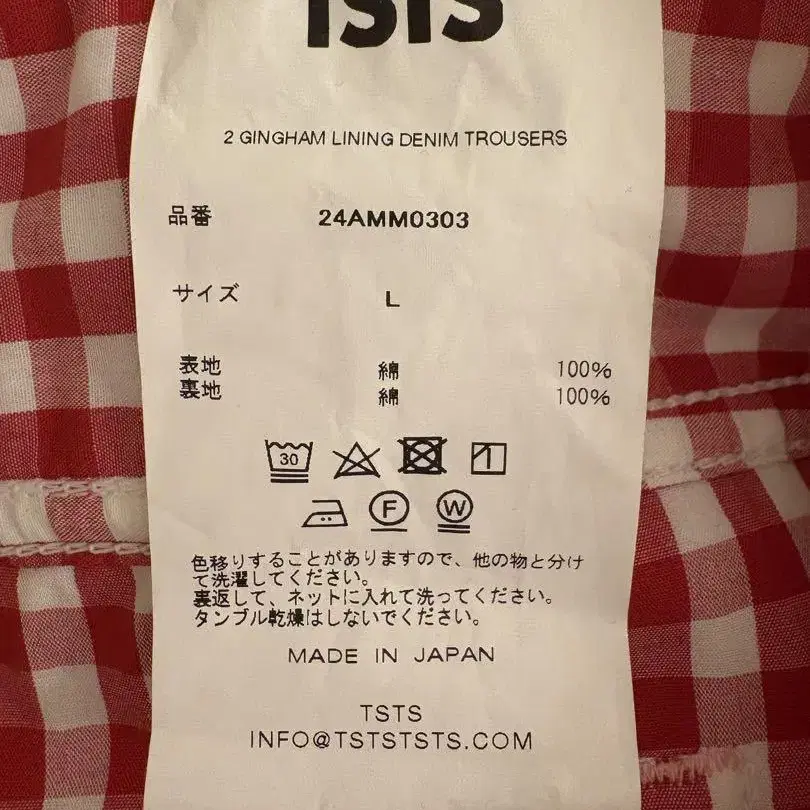 TSTS
2 GINGHAM LINING DENIM TROUSERS
品番 24AMM0303
サイズ L
表地 綿 100%
裏地 綿 100%
30
F W
色移りすることがありますので、他の物と分け
て洗濯してください。
裏返して、ネットに入れて洗ってください。
タンブル乾燥はしないでください。
MADE IN JAPAN
TSTS
INFO@TSTSTSTS.COM